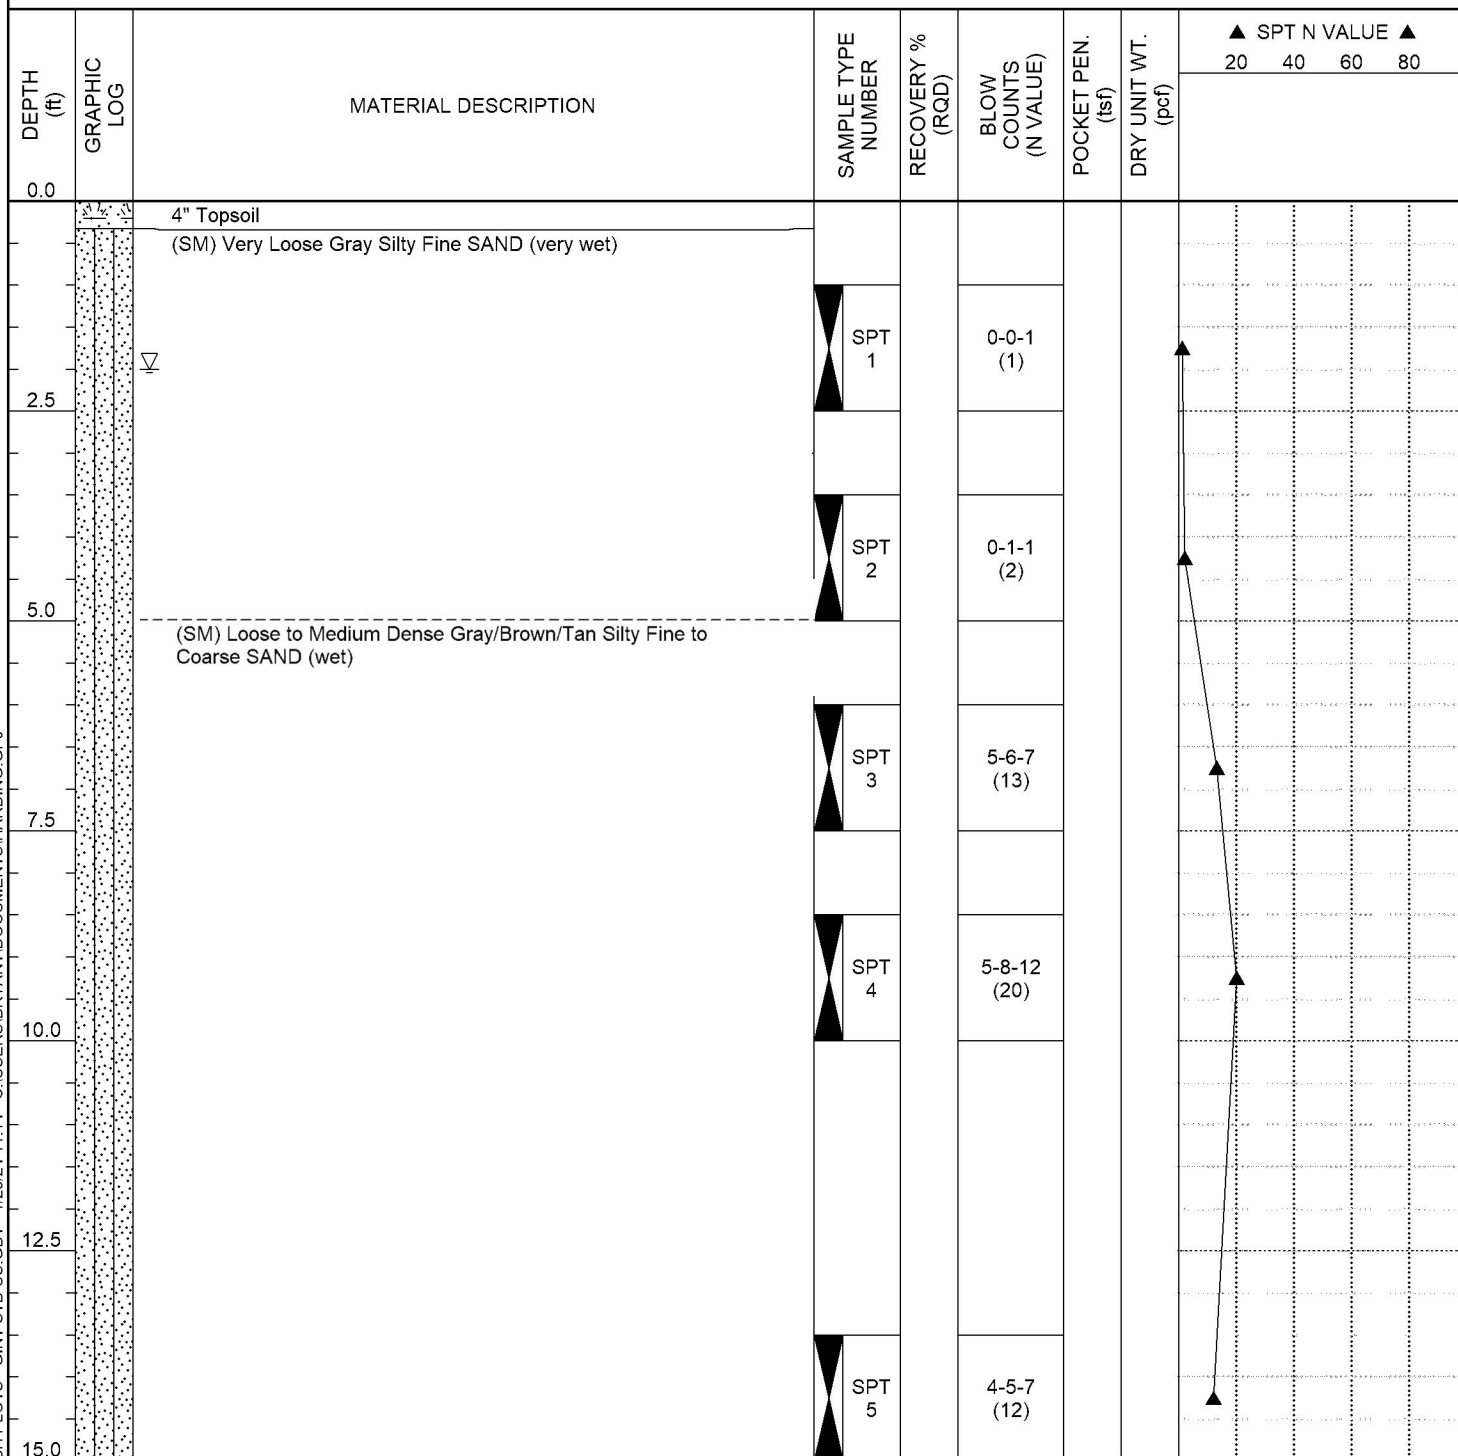 DEPTH
(ft)
GRAPHIC
LOG
MATERIAL DESCRIPTION
SAMPLE TYPE
NUMBER
RECOVERY %
(RQD)
BLOW
COUNTS
(N VALUE)
POCKET PEN.
(tsf)
DRY UNIT WT.
(pcf)
▲ SPT N VALUE ▲
20 40 60 80
0.0
4" Topsoil
(SM) Very Loose Gray Silty Fine SAND (very wet)
SPT
1
0-0-1
(1)
2.5
SPT
2
0-1-1
(2)
5.0
(SM) Loose to Medium Dense Gray/Brown/Tan Silty Fine to
Coarse SAND (wet)
SPT
3
5-6-7
(13)
7.5
SPT
4
5-8-12
(20)
10.0
12.5
SPT
5
4-5-7
(12)
15.0